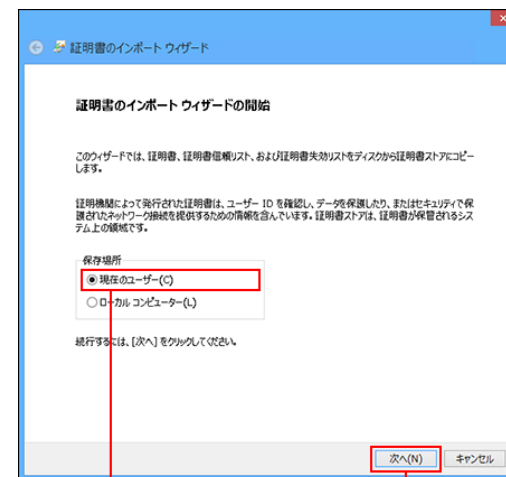 証明書のインポート ウィザード
証明書のインポート ウィザードの開始
このウィザードでは、証明書、証明書信頼リスト、および証明書失効リストをディスクから証明書ストアにコピー
します。
証明機関によって発行された証明書は、ユーザー ID を確認し、データを保護したり、またはセキュリティで保
護されたネットワーク接続を提供するための情報を含んでいます。証明書ストアは、証明書が保管されるシス
テム上の領域です。
保存場所
現在のユーザー(C)
ローカル コンピューター(L)
続行するには、[次へ] をクリックしてください。
次へ(N)
キャンセル